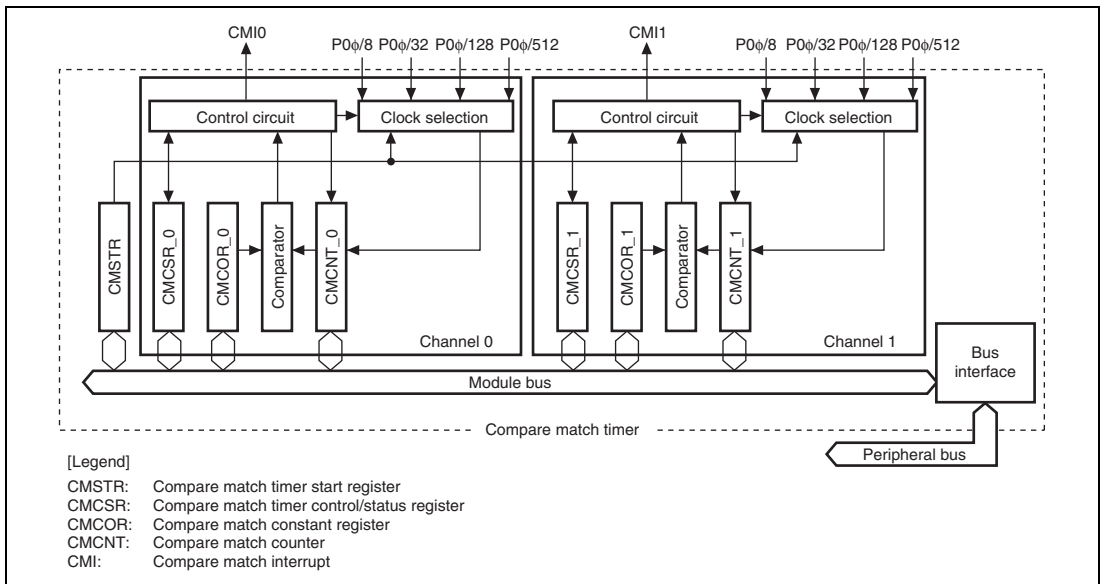 CMI0
P0ϕ/8 P0ϕ/32 P0ϕ/128 P0ϕ/512
CMI1
P0ϕ/8 P0ϕ/32 P0ϕ/128 P0ϕ/512
Control circuit
Clock selection
Control circuit
Clock selection
CMSTR
CMCSR_0
CMCOR_0
Comparator
CMCNT_0
CMCSR_1
CMCOR_1
Comparator
CMCNT_1
Channel 0
Channel 1
Bus
interface
Module bus
Compare match timer
Peripheral bus
[Legend]
CMSTR: Compare match timer start register
CMCSR: Compare match timer control/status register
CMCOR: Compare match constant register
CMCNT: Compare match counter
CMI: Compare match interrupt